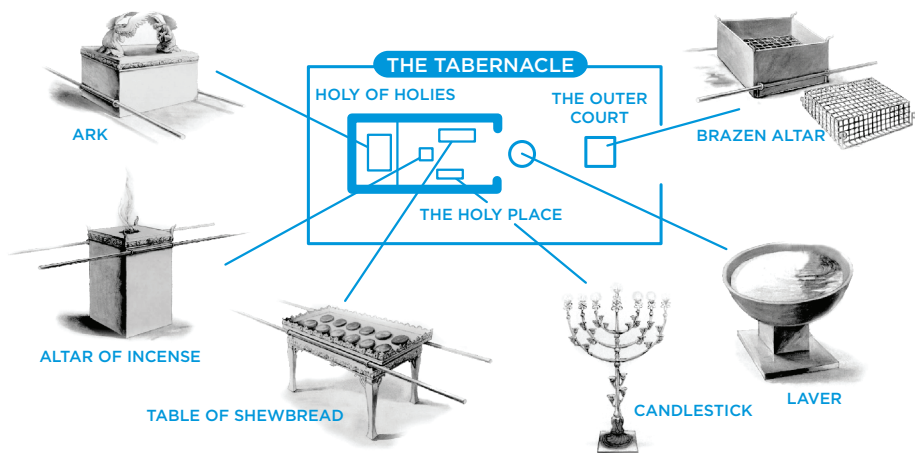 THE TABERNACLE
HOLY OF HOLIES
THE OUTER
COURT
ARK
BRAZEN ALTAR
THE HOLY PLACE
ALTAR OF INCENSE
TABLE OF SHEWBREAD
CANDLESTICK
LAVER